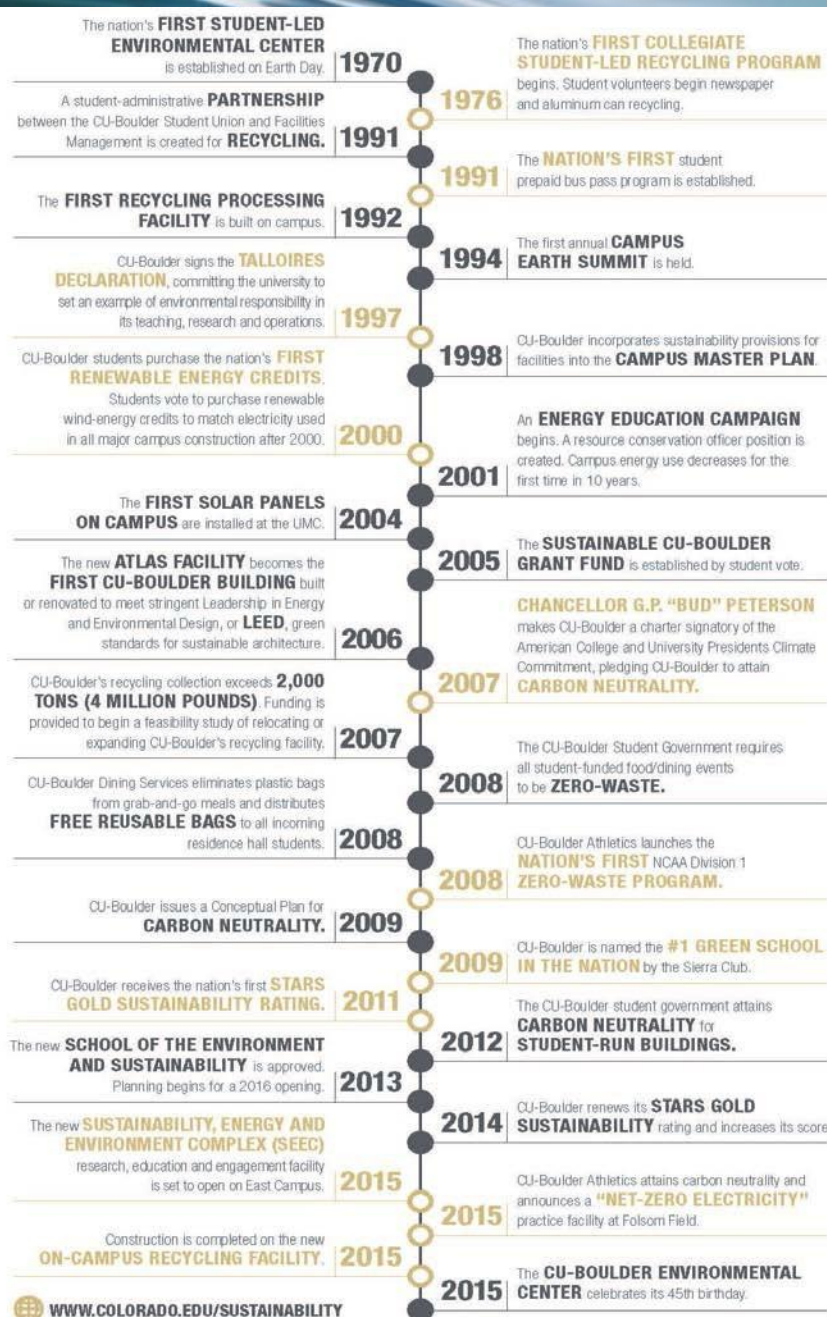 The nation's FIRST STUDENT-LED
ENVIRONMENTAL CENTER
is established on Earth Day.
1970
The nation's FIRST COLLEGIATE
STUDENT-LED RECYCLING PROGRAM
begins. Student volunteers begin newspaper
and aluminum can recycling.
1976
A student-administrative PARTNERSHIP
between the CU-Boulder Student Union and Facilities
Management is created for RECYCLING.
1991
The NATION'S FIRST student
prepaid bus pass program is established.
1991
The FIRST RECYCLING PROCESSING
FACILITY is built on campus.
1992
The first annual CAMPUS
EARTH SUMMIT is held.
1994
CU-Boulder signs the TALLOIRES
DECLARATION, committing the university to
set an example of environmental responsibility in
its teaching, research and operations.
1997
CU-Boulder incorporates sustainability provisions for
facilities into the CAMPUS MASTER PLAN.
1998
CU-Boulder students purchase the nation's FIRST
RENEWABLE ENERGY CREDITS.
Students vote to purchase renewable
wind-energy credits to match electricity used
in all major campus construction after 2000.
2000
An ENERGY EDUCATION CAMPAIGN
begins. A resource conservation officer position is
created. Campus energy use decreases for the
first time in 10 years.
2001
The FIRST SOLAR PANELS
ON CAMPUS are installed at the UMC.
2004
The SUSTAINABLE CU-BOULDER
GRANT FUND is established by student vote.
2005
The new ATLAS FACILITY becomes the
FIRST CU-BOULDER BUILDING built
or renovated to meet stringent Leadership in Energy
and Environmental Design, or LEED, green
standards for sustainable architecture.
2006
CHANCELLOR G.P. "BUD" PETERSON
makes CU-Boulder a charter signatory of the
American College and University Presidents Climate
Commitment, pledging CU-Boulder to attain
CARBON NEUTRALITY.
2007
CU-Boulder's recycling collection exceeds 2,000
TONS (4 MILLION POUNDS). Funding is
provided to begin a feasibility study of relocating or
expanding CU-Boulder's recycling facility.
2007
The CU-Boulder Student Government requires
all student-funded food/dining events
to be ZERO-WASTE.
2008
CU-Boulder Dining Services eliminates plastic bags
from grab-and-go meals and distributes
FREE REUSABLE BAGS to all incoming
residence hall students.
2008
CU-Boulder Athletics launches the
NATION'S FIRST NCAA Division 1
ZERO-WASTE PROGRAM.
2008
CU-Boulder issues a Conceptual Plan for
CARBON NEUTRALITY.
2009
CU-Boulder is named the #1 GREEN SCHOOL
IN THE NATION by the Sierra Club.
2009
CU-Boulder receives the nation's first STARS
GOLD SUSTAINABILITY RATING.
2011
The CU-Boulder student government attains
CARBON NEUTRALITY for
STUDENT-RUN BUILDINGS.
2012
The new SCHOOL OF THE ENVIRONMENT
AND SUSTAINABILITY is approved.
Planning begins for a 2016 opening.
2013
CU-Boulder renews its STARS GOLD
SUSTAINABILITY rating and increases its score
2014
The new SUSTAINABILITY, ENERGY AND
ENVIRONMENT COMPLEX (SEEC)
research, education and engagement facility
is set to open on East Campus.
2015
CU-Boulder Athletics attains carbon neutrality and
announces a "NET-ZERO ELECTRICITY"
practice facility at Folsom Field.
2015
Construction is completed on the new
ON-CAMPUS RECYCLING FACILITY.
2015
The CU-BOULDER ENVIRONMENTAL
CENTER celebrates its 45th birthday.
2015
WWW.COLORADO.EDU/SUSTAINABILITY